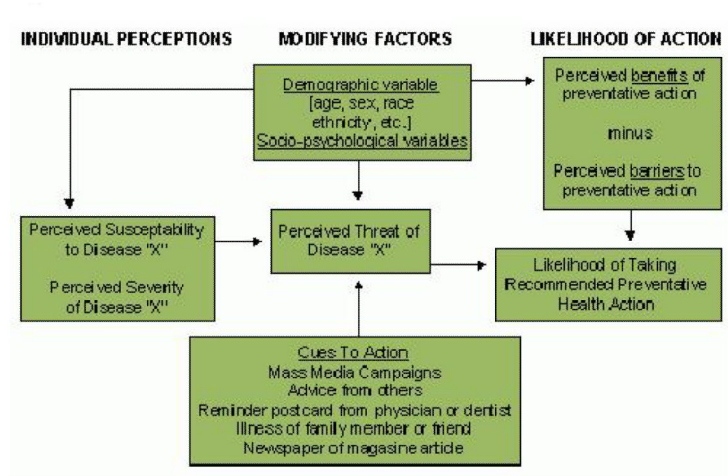 INDIVIDUAL PERCEPTIONS
MODIFYING FACTORS
LIKELIHOOD OF ACTION
Demographic variable
[age, sex, race
ethnicity, etc.]
Socio-psychological variables
Perceived benefits of
preventative action
minus
Perceived barriers to
preventative action
Perceived Susceptability
to Disease "X"
Perceived Severity
of Disease "X"
Perceived Threat of
Disease "X"
Likelihood of Taking
Recommended Preventative
Health Action
Cues To Action
Mass Media Campaigns
Advice from others
Reminder postcard from physician or dentist
Illness of family member or friend
Newspaper of magasine article